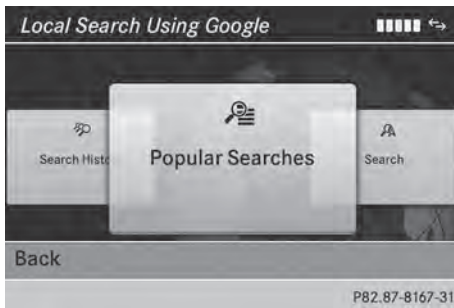 Local Search Using Google
Search Histo
Popular Searches
Search
Back
P82.87-8167-31